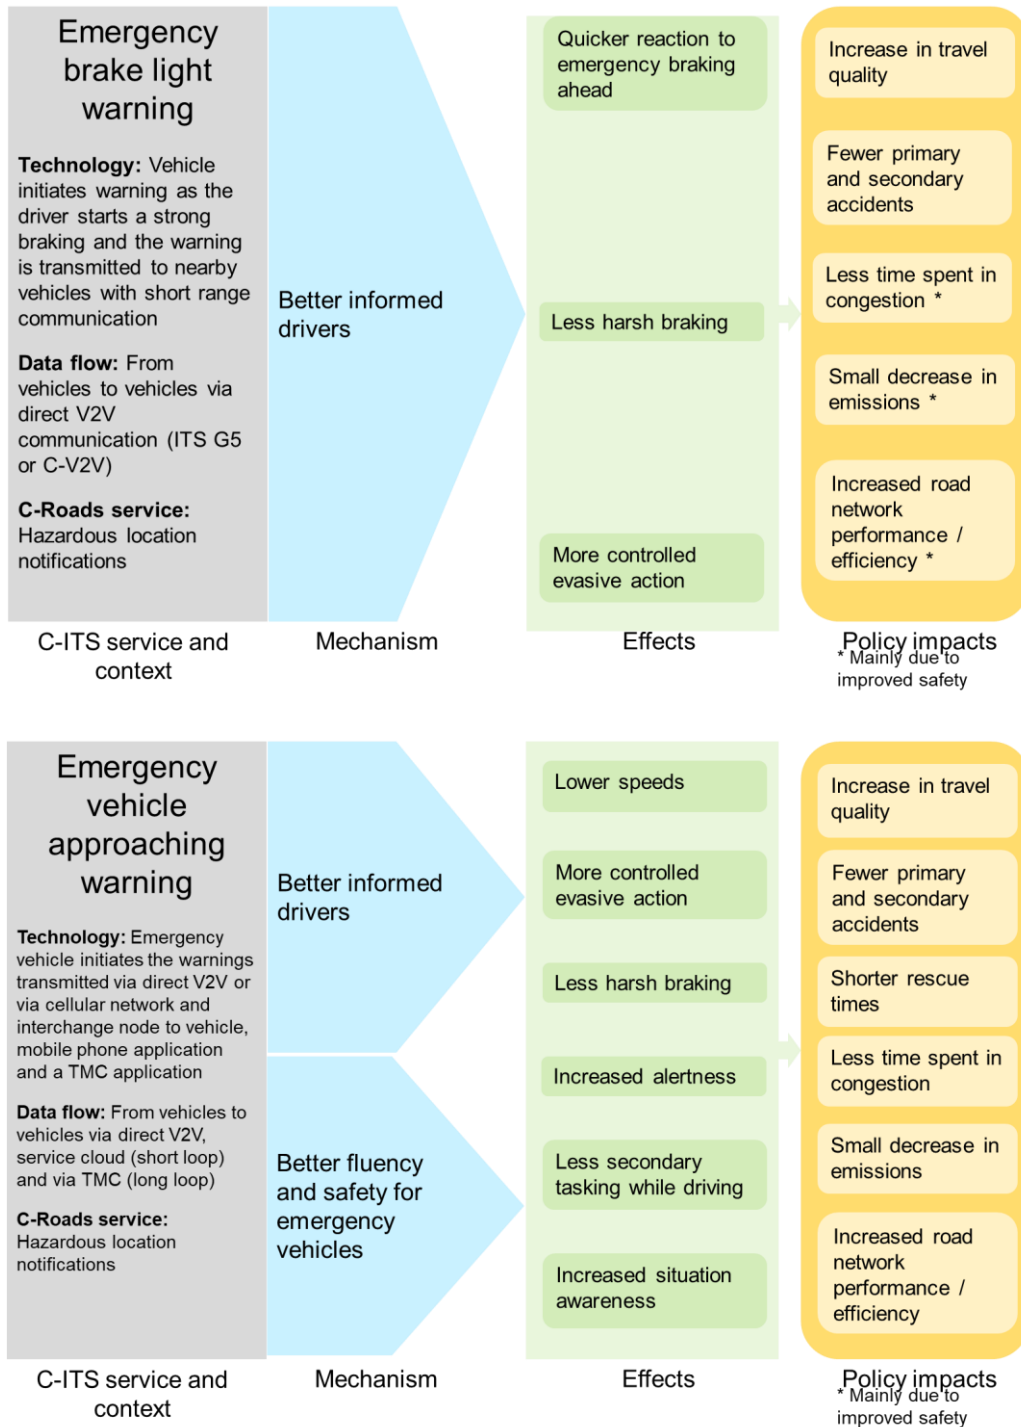 Emergency
brake light
warning
Technology: Vehicle
initiates warning as the
driver starts a strong
braking and the warning
is transmitted to nearby
vehicles with short range
communication
Data flow: From
vehicles to vehicles via
direct V2V
communication (ITS G5
or C-V2V)
C-Roads service:
Hazardous location
notifications
Better informed
drivers
Quicker reaction to
emergency braking
ahead
Less harsh braking
More controlled
evasive action
Increase in travel
quality
Fewer primary
and secondary
accidents
Less time spent in
congestion *
Small decrease in
emissions *
Increased road
network
performance /
efficiency *
C-ITS service and
context
Mechanism
Effects
Policy impacts
* Mainly due to
improved safety
Emergency
vehicle
approaching
warning
Technology: Emergency
vehicle initiates the warnings
transmitted via direct V2V or
via cellular network and
interchange node to vehicle,
mobile phone application
and a TMC application
Data flow: From vehicles to
vehicles via direct V2V,
service cloud (short loop)
and via TMC (long loop)
C-Roads service:
Hazardous location
notifications
Better informed
drivers
Better fluency
and safety for
emergency
vehicles
Lower speeds
More controlled
evasive action
Less harsh braking
Increased alertness
Less secondary
tasking while driving
Increased situation
awareness
Increase in travel
quality
Fewer primary
and secondary
accidents
Shorter rescue
times
Less time spent in
congestion
Small decrease in
emissions
Increased road
network
performance /
efficiency
C-ITS service and
context
Mechanism
Effects
Policy impacts
* Mainly due to
improved safety